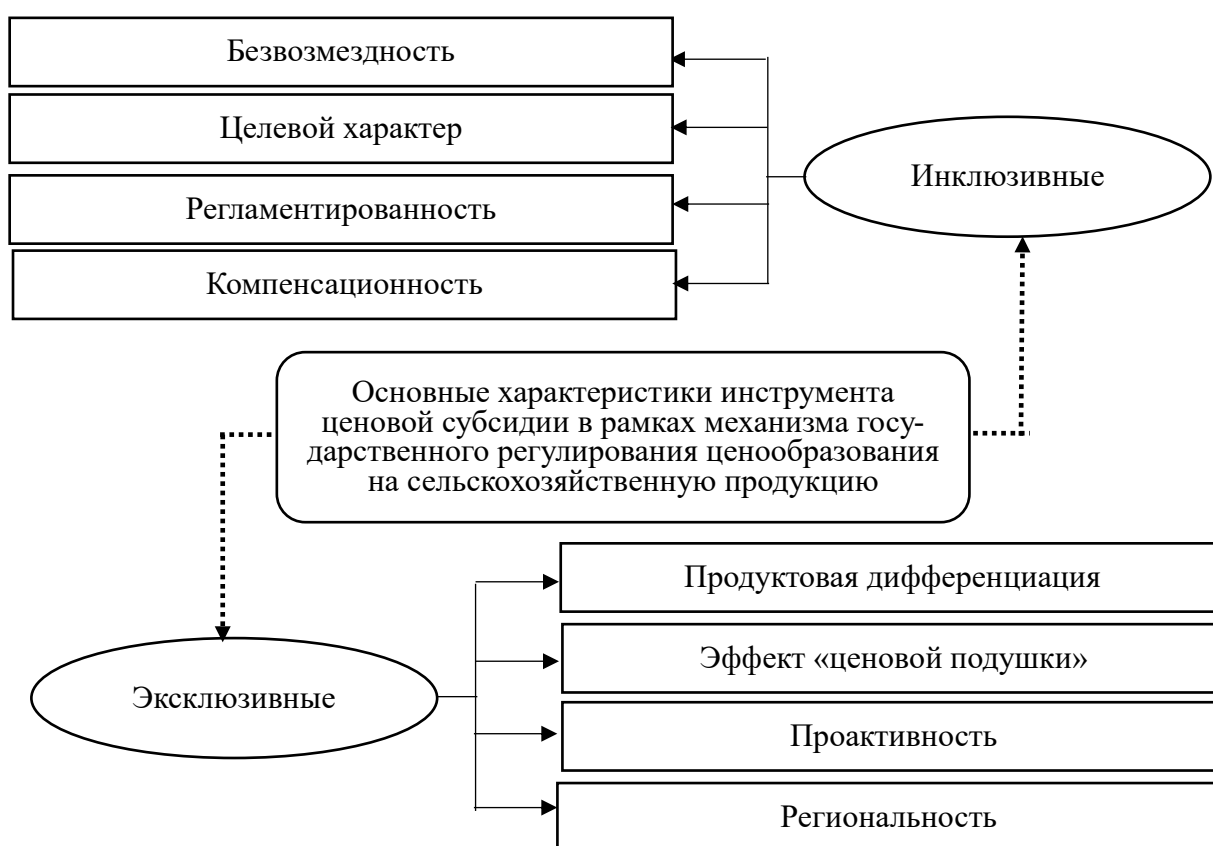 Безвозмездность
Целевой характер
Регламентированность
Компенсационность
Инклюзивные
Основные характеристики инструмента
ценовой субсидии в рамках механизма госу-
дарственного регулирования ценообразования
на сельскохозяйственную продукцию
Эксклюзивные
Продуктовая дифференциация
Эффект «ценовой подушки»
Проактивность
Региональность